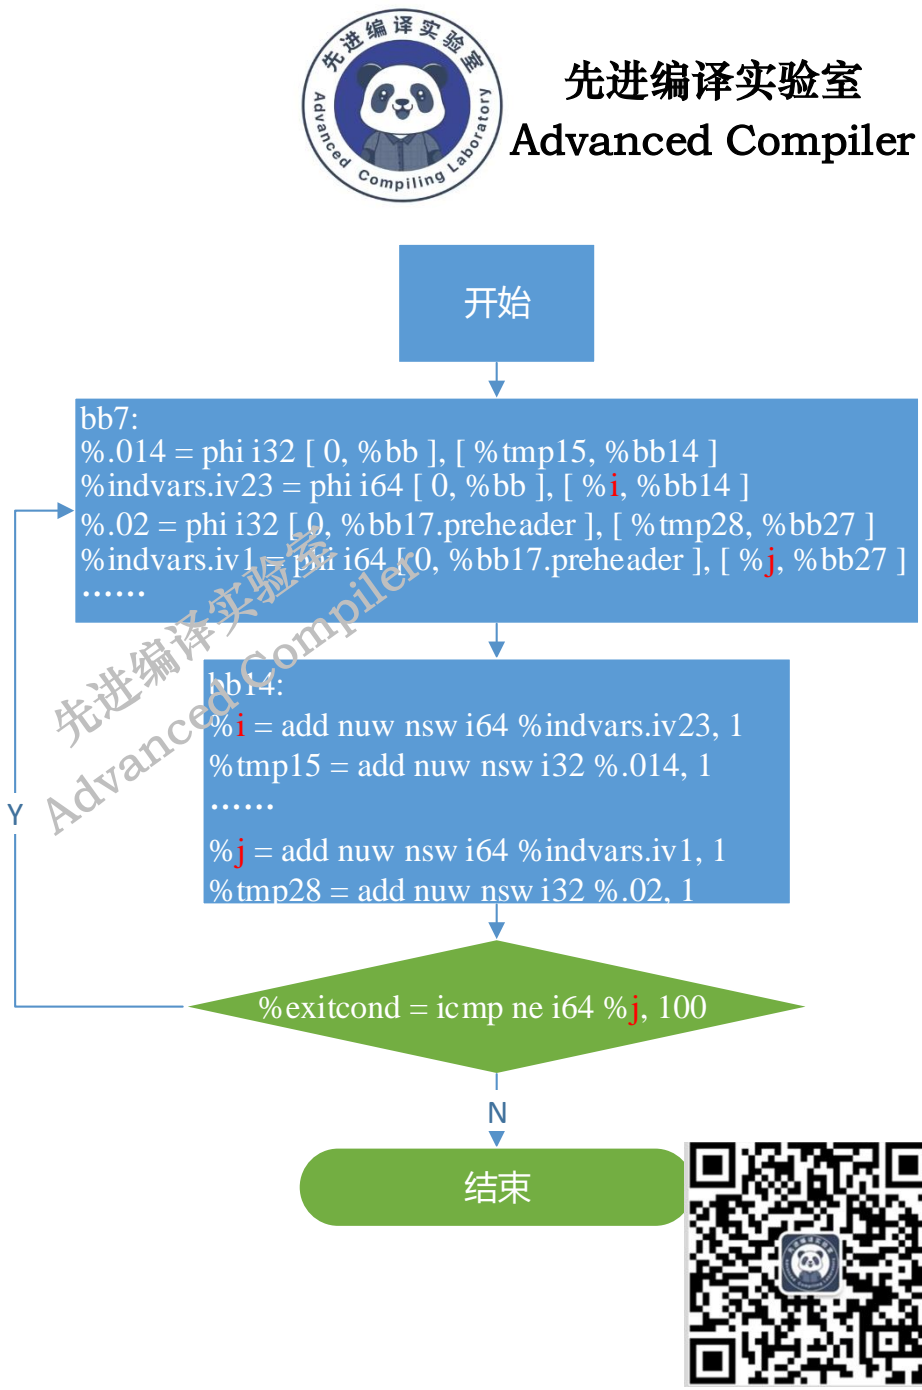 先进编译实验室
Advanced Compiling Laboratory
先进编译实验室
Advanced Compiler
开始
bb7:
%.014 = phi i32 [ 0, %bb ], [ %tmp15, %bb14 ]
%indvars.iv23 = phi i64 [ 0, %bb ], [ %i, %bb14 ]
%.02 = phi i32 [ 0, %bb17.preheader ], [ %tmp28, %bb27 ]
%indvars.iv1 = phi i64 [ 0, %bb17.preheader ], [ %j, %bb27 ]
……
先进编译实验室
Advanced Compiler
bb14:
%i = add nuw nsw i64 %indvars.iv23, 1
%tmp15 = add nuw nsw i32 %.014, 1
……
%j = add nuw nsw i64 %indvars.iv1, 1
%tmp28 = add nuw nsw i32 %.02, 1
Y
%exitcond = icmp ne i64 %j, 100
N
结束